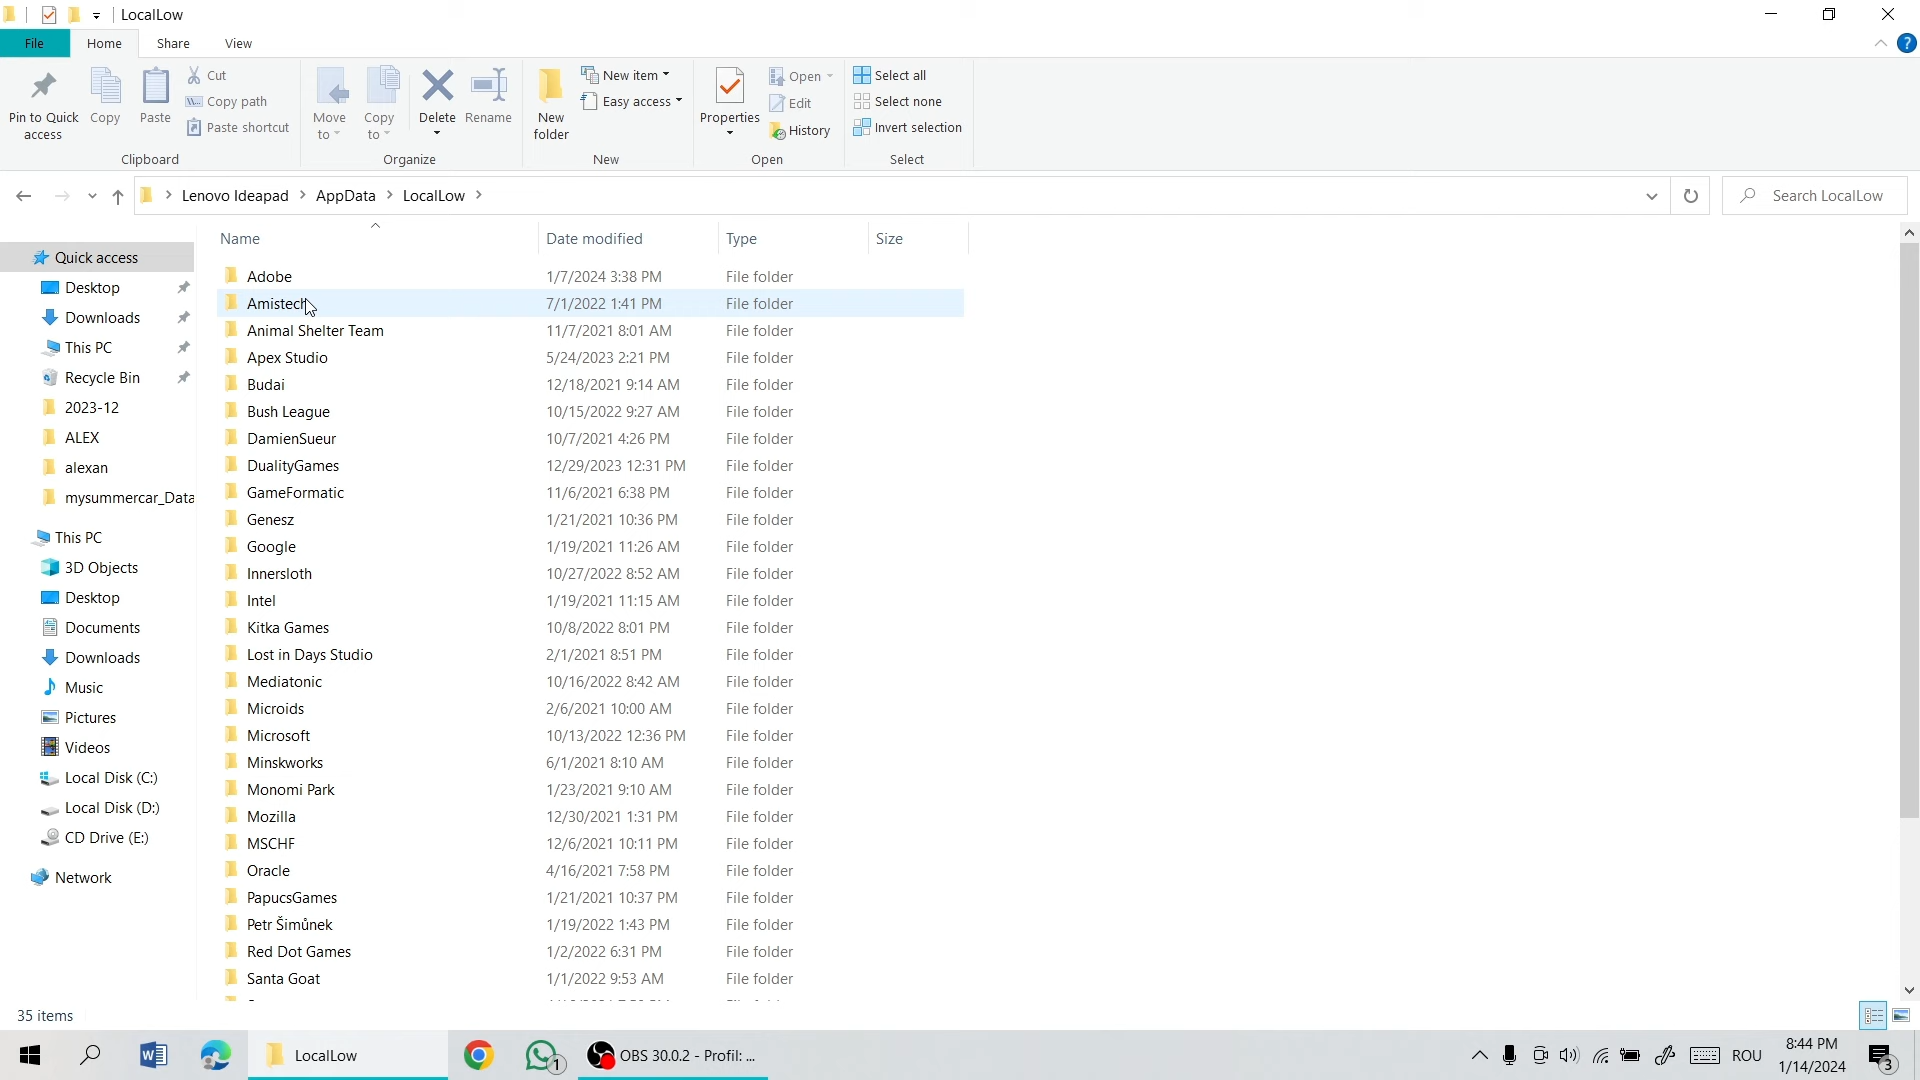 LocalLow
File Home Share View
Pin to Quick access
Copy
Paste
Cut
Copy path
Paste shortcut
Clipboard
Move to
Copy to
Delete
Rename
Organize
New folder
New item
Easy access
New
Properties
Open
Edit
History
Open
Select all
Select none
Invert selection
Select
Lenovo Ideapad > AppData > LocalLow >
Search LocalLow
Quick access
Desktop
Downloads
This PC
Recycle Bin
2023-12
ALEX
alexan
mysummercar_Data
This PC
3D Objects
Desktop
Documents
Downloads
Music
Pictures
Videos
Local Disk (C:)
Local Disk (D:)
CD Drive (E:)
Network
Name Date modified Type Size
Adobe 1/7/2024 3:38 PM File folder
Amistech 7/1/2022 1:41 PM File folder
Animal Shelter Team 11/7/2021 8:01 AM File folder
Apex Studio 5/24/2023 2:21 PM File folder
Budai 12/18/2021 9:14 AM File folder
Bush League 10/15/2022 9:27 AM File folder
DamienSueur 10/7/2021 4:26 PM File folder
DualityGames 12/29/2023 12:31 PM File folder
GameFormatic 11/6/2021 6:38 PM File folder
Genesz 1/21/2021 10:36 PM File folder
Google 1/19/2021 11:26 AM File folder
Innersloth 10/27/2022 8:52 AM File folder
Intel 1/19/2021 11:15 AM File folder
Kitka Games 10/8/2022 8:01 PM File folder
Lost in Days Studio 2/1/2021 8:51 PM File folder
Mediatonic 10/16/2022 8:42 AM File folder
Microids 2/6/2021 10:00 AM File folder
Microsoft 10/13/2022 12:36 PM File folder
Minskworks 6/1/2021 8:10 AM File folder
Monomi Park 1/23/2021 9:10 AM File folder
Mozilla 12/30/2021 1:31 PM File folder
MSCHF 12/6/2021 10:11 PM File folder
Oracle 4/16/2021 7:58 PM File folder
PapucsGames 1/21/2021 10:37 PM File folder
Petr Šimůnek 1/19/2022 1:43 PM File folder
Red Dot Games 1/2/2022 6:31 PM File folder
Santa Goat 1/1/2022 9:53 AM File folder
35 items
LocalLow
1
OBS 30.0.2 - Profil: ...
ROU
8:44 PM
1/14/2024
3